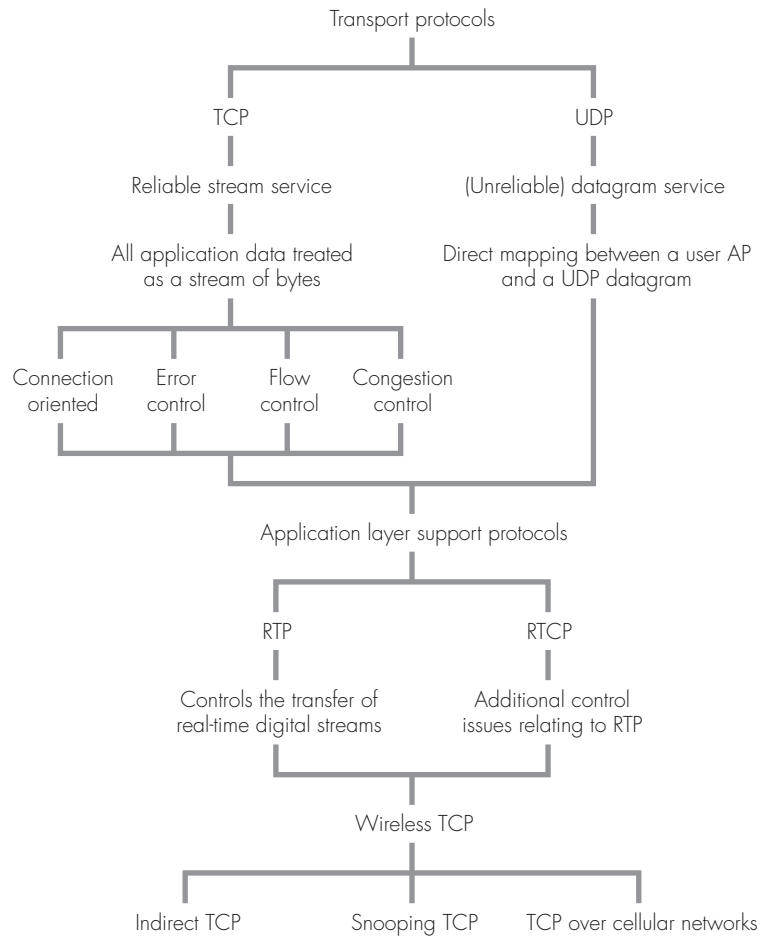 Transport protocols
TCP
UDP
Reliable stream service
(Unreliable) datagram service
All application data treated
as a stream of bytes
Direct mapping between a user AP
and a UDP datagram
Connection
oriented
Error
control
Flow
control
Congestion
control
Application layer support protocols
RTP
RTCP
Controls the transfer of
real-time digital streams
Additional control
issues relating to RTP
Wireless TCP
Indirect TCP
Snooping TCP
TCP over cellular networks